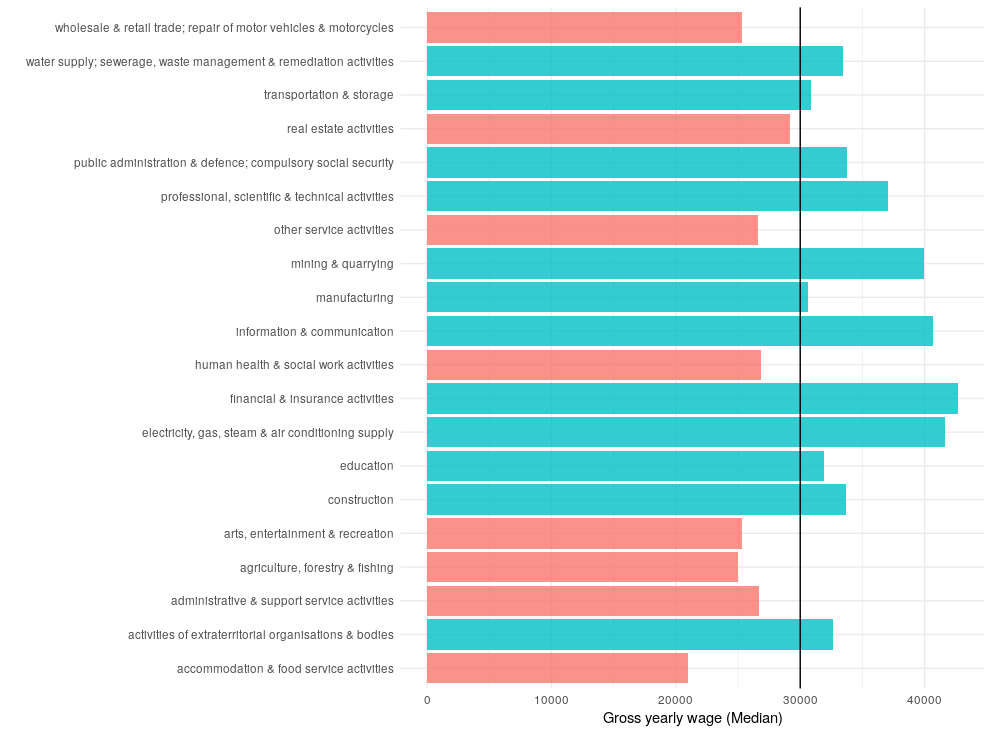 wholesale & retail trade; repair of motor vehicles & motorcycles
water supply; sewerage, waste management & remediation activities
transportation & storage
real estate activities
public administration & defence; compulsory social security
professional, scientific & technical activities
other service activities
mining & quarrying
manufacturing
information & communication
human health & social work activities
financial & insurance activities
electricity, gas, steam & air conditioning supply
education
construction
arts, entertainment & recreation
agriculture, forestry & fishing
administrative & support service activities
activities of extraterritorial organisations & bodies
accommodation & food service activities
0 10000 20000 30000 40000
Gross yearly wage (Median)